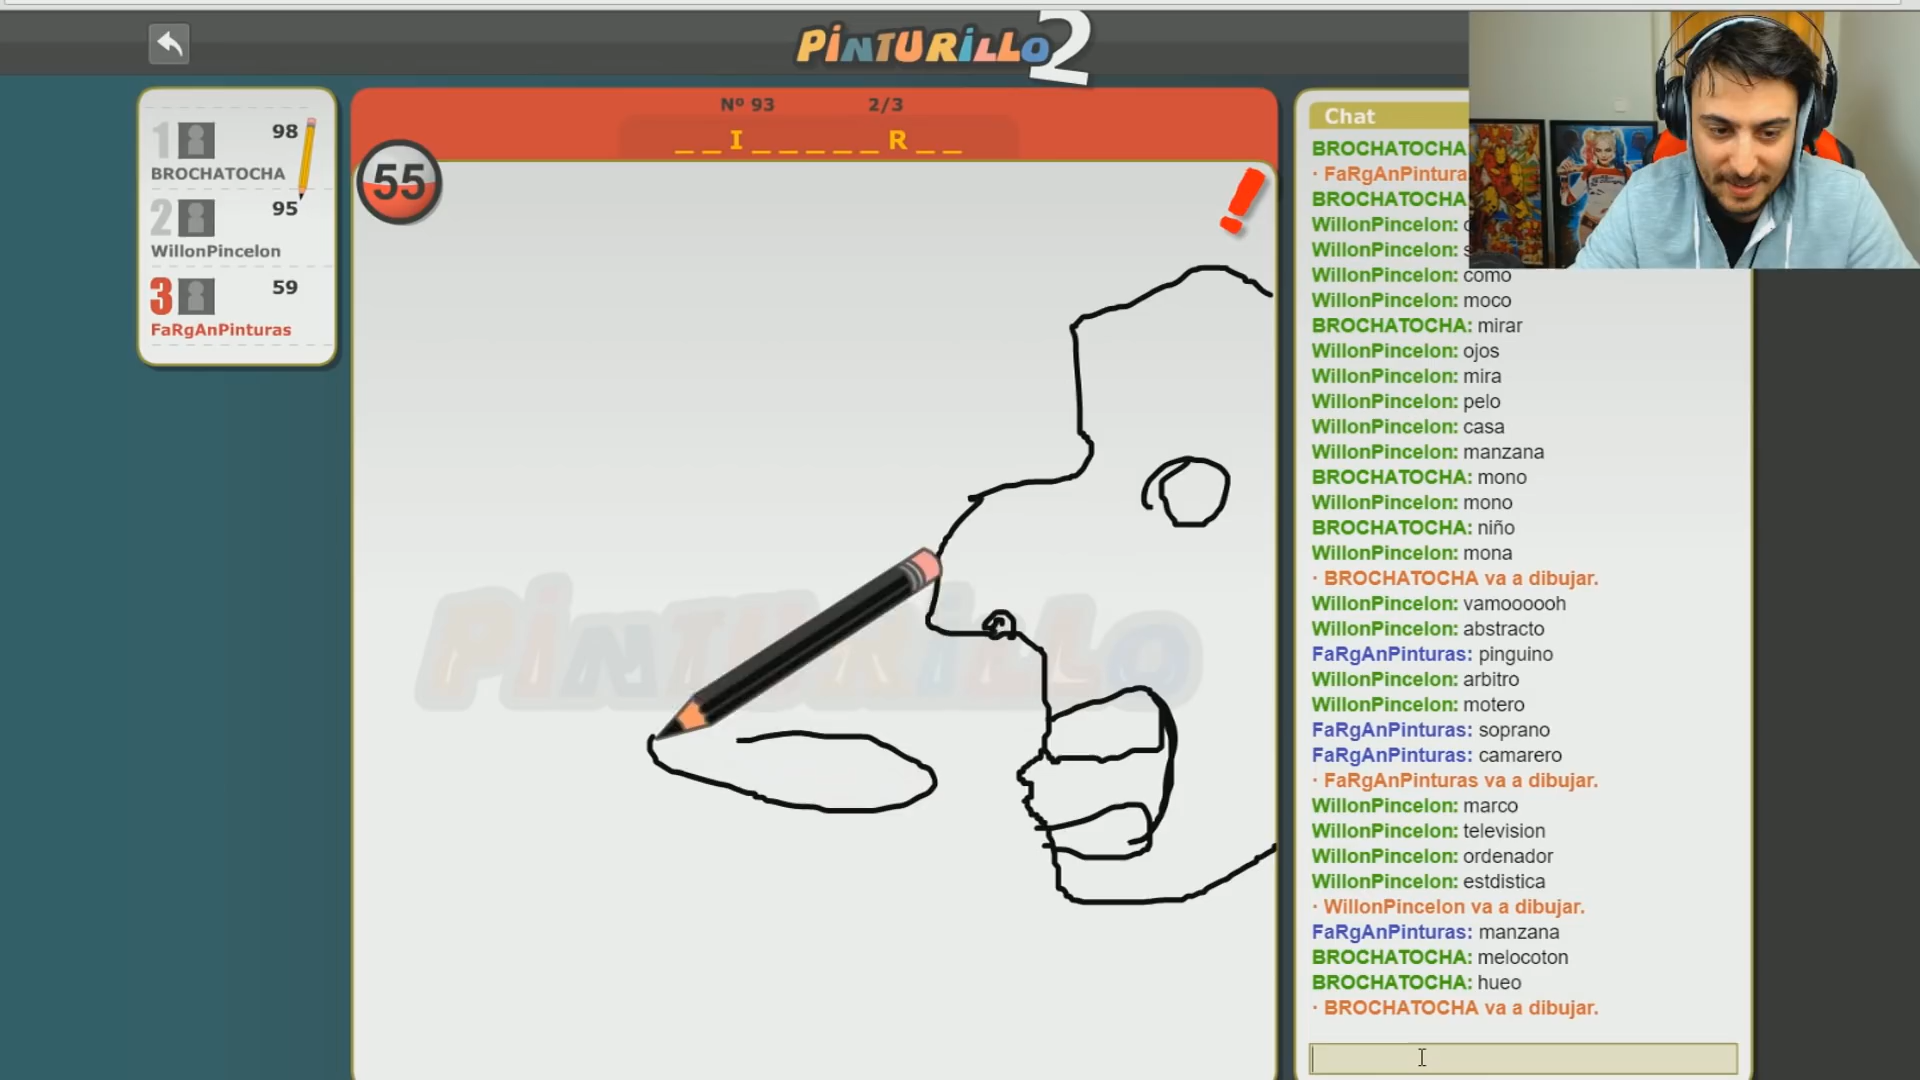 PINTURILLO 2
1 98
BROCHATOCHA
2 95
WillonPincelon
3 59
FaRgAnPinturas
Nº 93 2/3
_ _ I _ _ _ _ _ R _ _
55
!
PINTURILLO
Chat
BROCHATOCHA
· FaRgAnPintura
BROCHATOCHA
WillonPincelon:
WillonPincelon:
WillonPincelon: como
WillonPincelon: moco
BROCHATOCHA: mirar
WillonPincelon: ojos
WillonPincelon: mira
WillonPincelon: pelo
WillonPincelon: casa
WillonPincelon: manzana
BROCHATOCHA: mono
WillonPincelon: mono
BROCHATOCHA: niño
WillonPincelon: mona
· BROCHATOCHA va a dibujar.
WillonPincelon: vamoooooh
WillonPincelon: abstracto
FaRgAnPinturas: pinguino
WillonPincelon: arbitro
WillonPincelon: motero
FaRgAnPinturas: soprano
FaRgAnPinturas: camarero
· FaRgAnPinturas va a dibujar.
WillonPincelon: marco
WillonPincelon: television
WillonPincelon: ordenador
WillonPincelon: estdistica
· WillonPincelon va a dibujar.
FaRgAnPinturas: manzana
BROCHATOCHA: melocoton
BROCHATOCHA: hueo
· BROCHATOCHA va a dibujar.